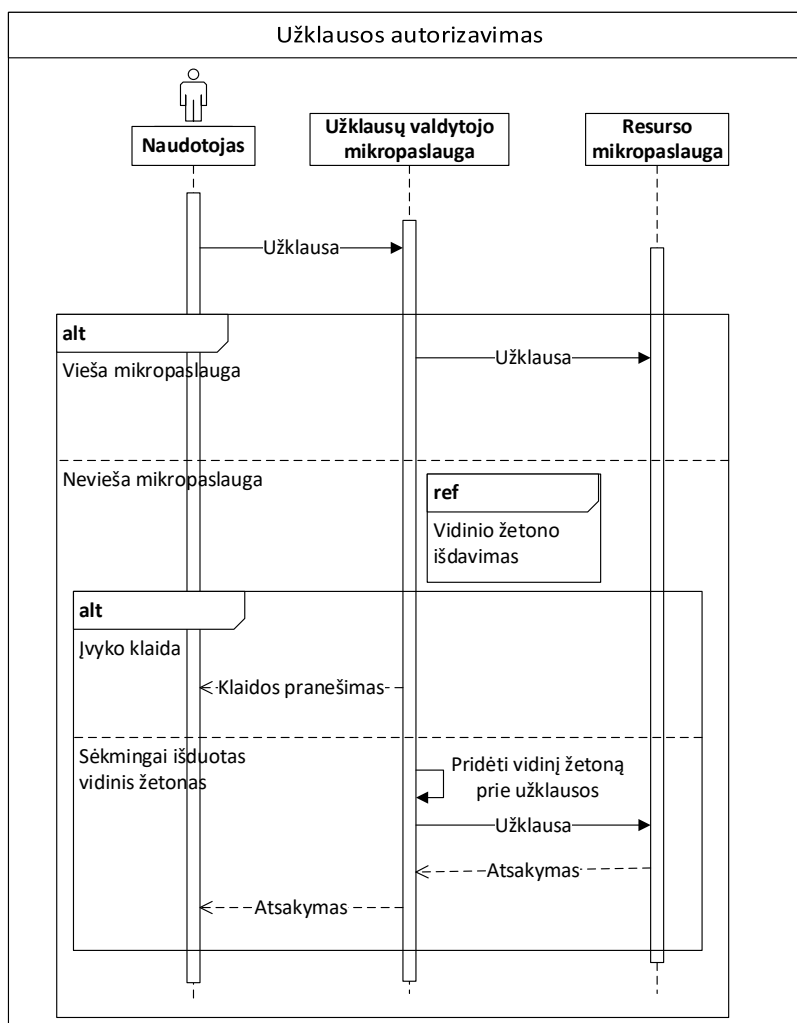 Užklausos autorizavimas
Naudotojas
Užklausų valdytojo
mikropaslauga
Resurso
mikropaslauga
Užklausa
alt
Vieša mikropaslauga
Užklausa
Nevieša mikropaslauga
ref
Vidinio žetono
išdavimas
alt
Įvyko klaida
Klaidos pranešimas
Sėkmingai išduotas
vidinis žetonas
Pridėti vidinį žetoną
prie užklausos
Užklausa
Atsakymas
Atsakymas